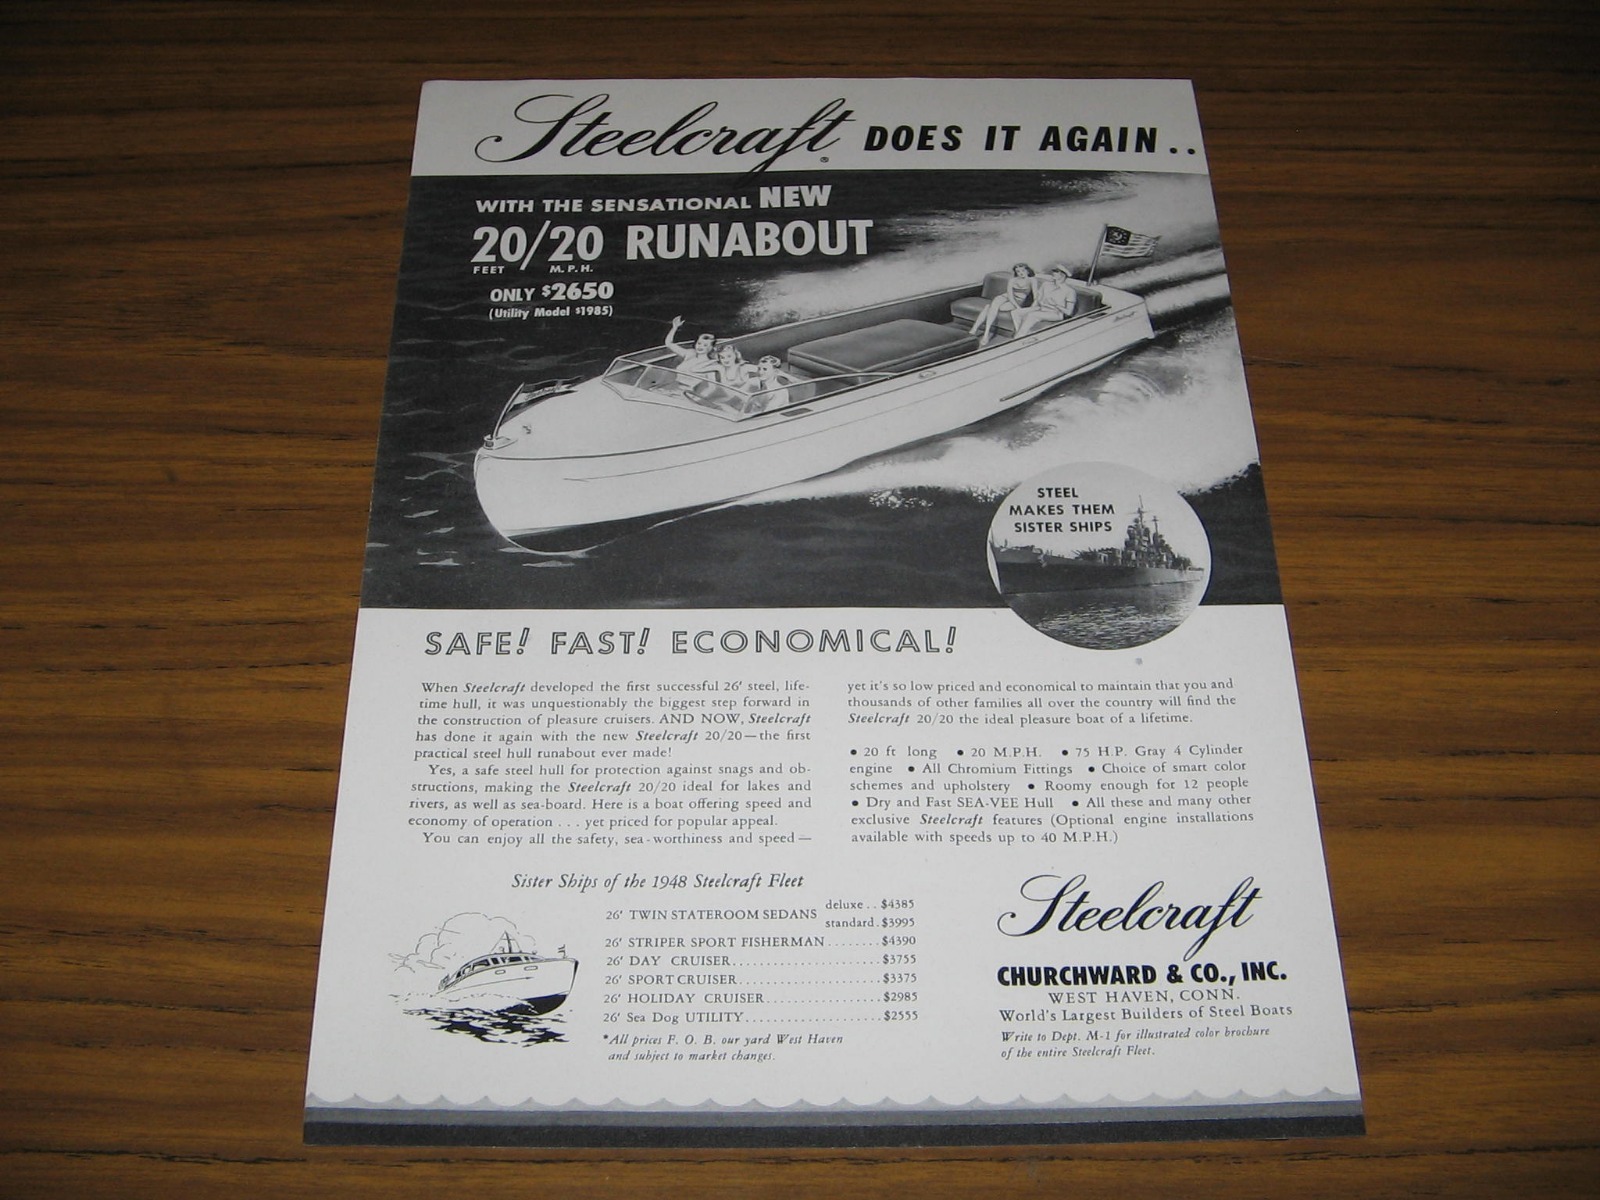 Steelcraft® DOES IT AGAIN..
WITH THE SENSATIONAL NEW
20/20 RUNABOUT
FEET M.P.H.
ONLY $2650
(Utility Model $1985)
STEEL
MAKES THEM
SISTER SHIPS
SAFE! FAST! ECONOMICAL!
When Steelcraft developed the first successful 26' steel, life-
time hull, it was unquestionably the biggest step forward in
the construction of pleasure cruisers. AND NOW, Steelcraft
has done it again with the new Steelcraft 20/20—the first
practical steel hull runabout ever made!
Yes, a safe steel hull for protection against snags and ob-
structions, making the Steelcraft 20/20 ideal for lakes and
rivers, as well as sea-board. Here is a boat offering speed and
economy of operation . . . yet priced for popular appeal.
You can enjoy all the safety, sea-worthiness and speed—
yet it's so low priced and economical to maintain that you and
thousands of other families all over the country will find the
Steelcraft 20/20 the ideal pleasure boat of a lifetime.
• 20 ft long • 20 M.P.H. • 75 H.P. Gray 4 Cylinder
engine • All Chromium Fittings • Choice of smart color
schemes and upholstery • Roomy enough for 12 people
• Dry and Fast SEA-VEE Hull • All these and many other
exclusive Steelcraft features (Optional engine installations
available with speeds up to 40 M.P.H.)
Sister Ships of the 1948 Steelcraft Fleet
26' TWIN STATEROOM SEDANS deluxe . . $4385
standard . $3995
26' STRIPER SPORT FISHERMAN ....... $4390
26' DAY CRUISER .................... $3755
26' SPORT CRUISER .................. $3375
26' HOLIDAY CRUISER ............... $2985
26' Sea Dog UTILITY ................. $2555
*All prices F. O. B. our yard West Haven
and subject to market changes.
Steelcraft
CHURCHWARD & CO., INC.
WEST HAVEN, CONN.
World's Largest Builders of Steel Boats
Write to Dept. M-1 for illustrated color brochure
of the entire Steelcraft Fleet.